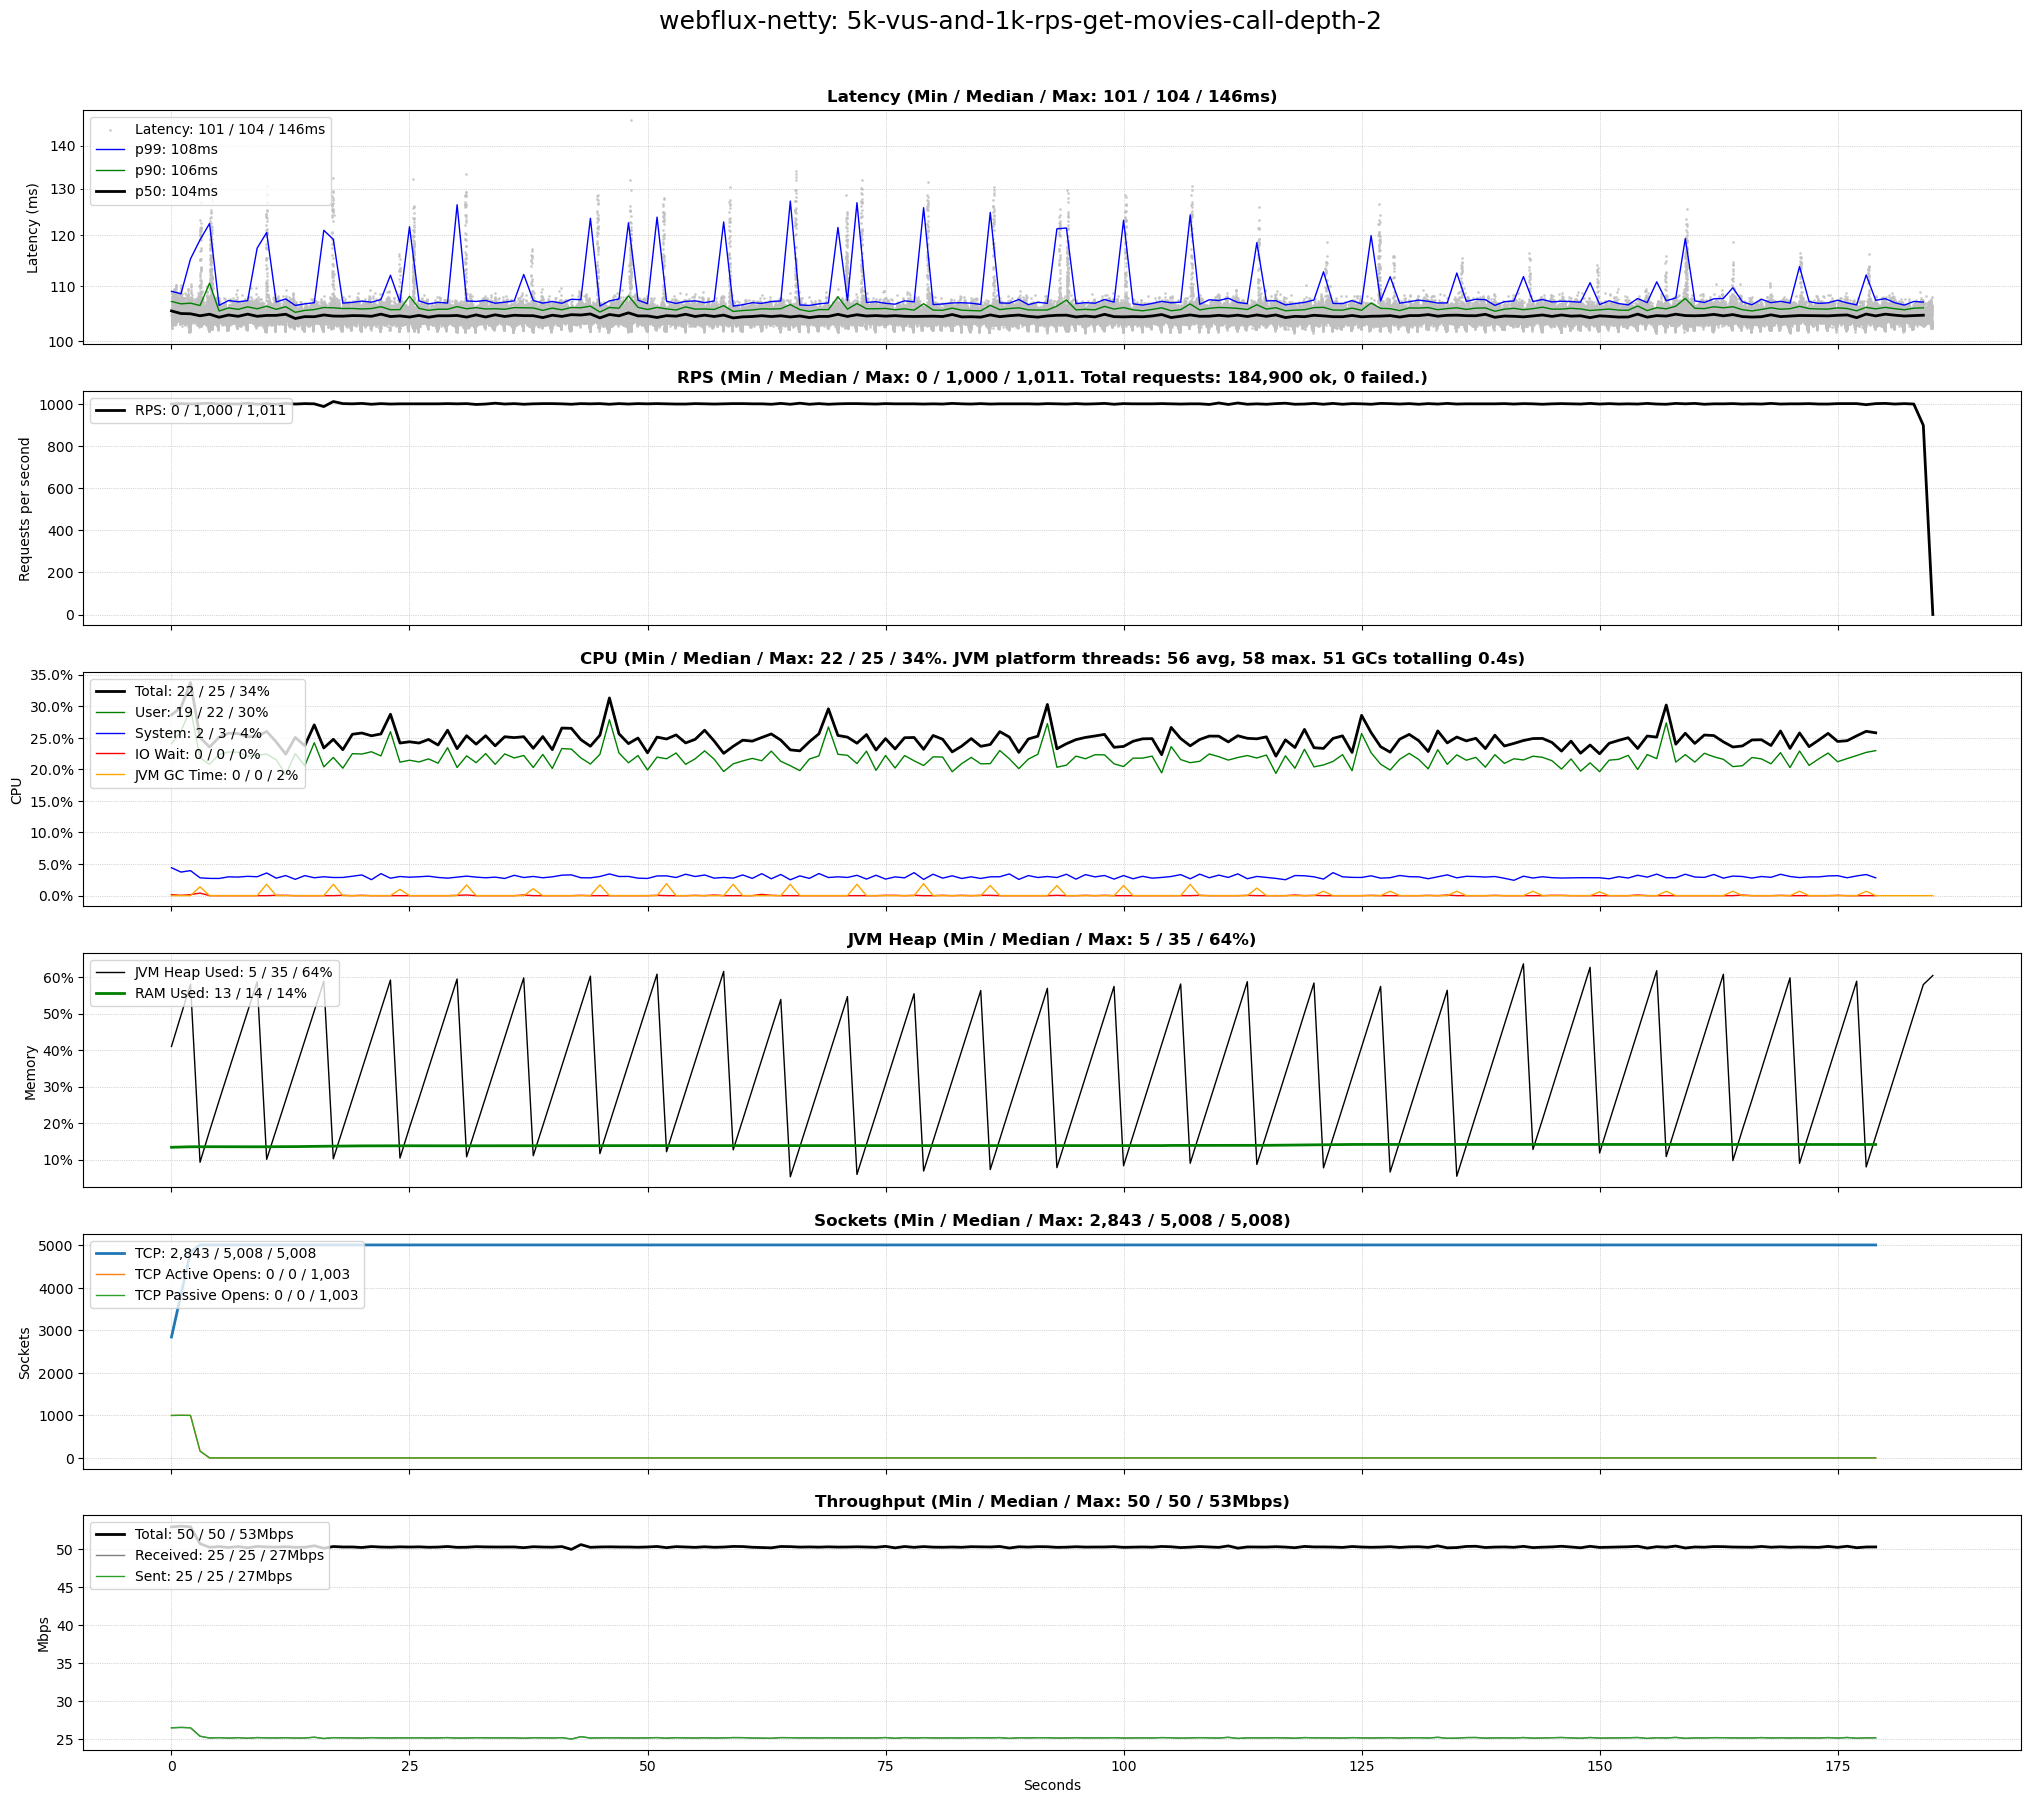 webflux-netty: 5k-vus-and-1k-rps-get-movies-call-depth-2
Latency (Min / Median / Max: 101 / 104 / 146ms)
Latency: 101 / 104 / 146ms
p99: 108ms
p90: 106ms
p50: 104ms
Latency (ms)
140
130
120
110
100
RPS (Min / Median / Max: 0 / 1,000 / 1,011. Total requests: 184,900 ok, 0 failed.)
RPS: 0 / 1,000 / 1,011
Requests per second
1000
800
600
400
200
0
CPU (Min / Median / Max: 22 / 25 / 34%. JVM platform threads: 56 avg, 58 max. 51 GCs totalling 0.4s)
Total: 22 / 25 / 34%
User: 19 / 22 / 30%
System: 2 / 3 / 4%
IO Wait: 0 / 0 / 0%
JVM GC Time: 0 / 0 / 2%
CPU
35.0%
30.0%
25.0%
20.0%
15.0%
10.0%
5.0%
0.0%
JVM Heap (Min / Median / Max: 5 / 35 / 64%)
JVM Heap Used: 5 / 35 / 64%
RAM Used: 13 / 14 / 14%
Memory
60%
50%
40%
30%
20%
10%
Sockets (Min / Median / Max: 2,843 / 5,008 / 5,008)
TCP: 2,843 / 5,008 / 5,008
TCP Active Opens: 0 / 0 / 1,003
TCP Passive Opens: 0 / 0 / 1,003
Sockets
5000
4000
3000
2000
1000
0
Throughput (Min / Median / Max: 50 / 50 / 53Mbps)
Total: 50 / 50 / 53Mbps
Received: 25 / 25 / 27Mbps
Sent: 25 / 25 / 27Mbps
Mbps
50
45
40
35
30
25
0 25 50 75 100 125 150 175
Seconds